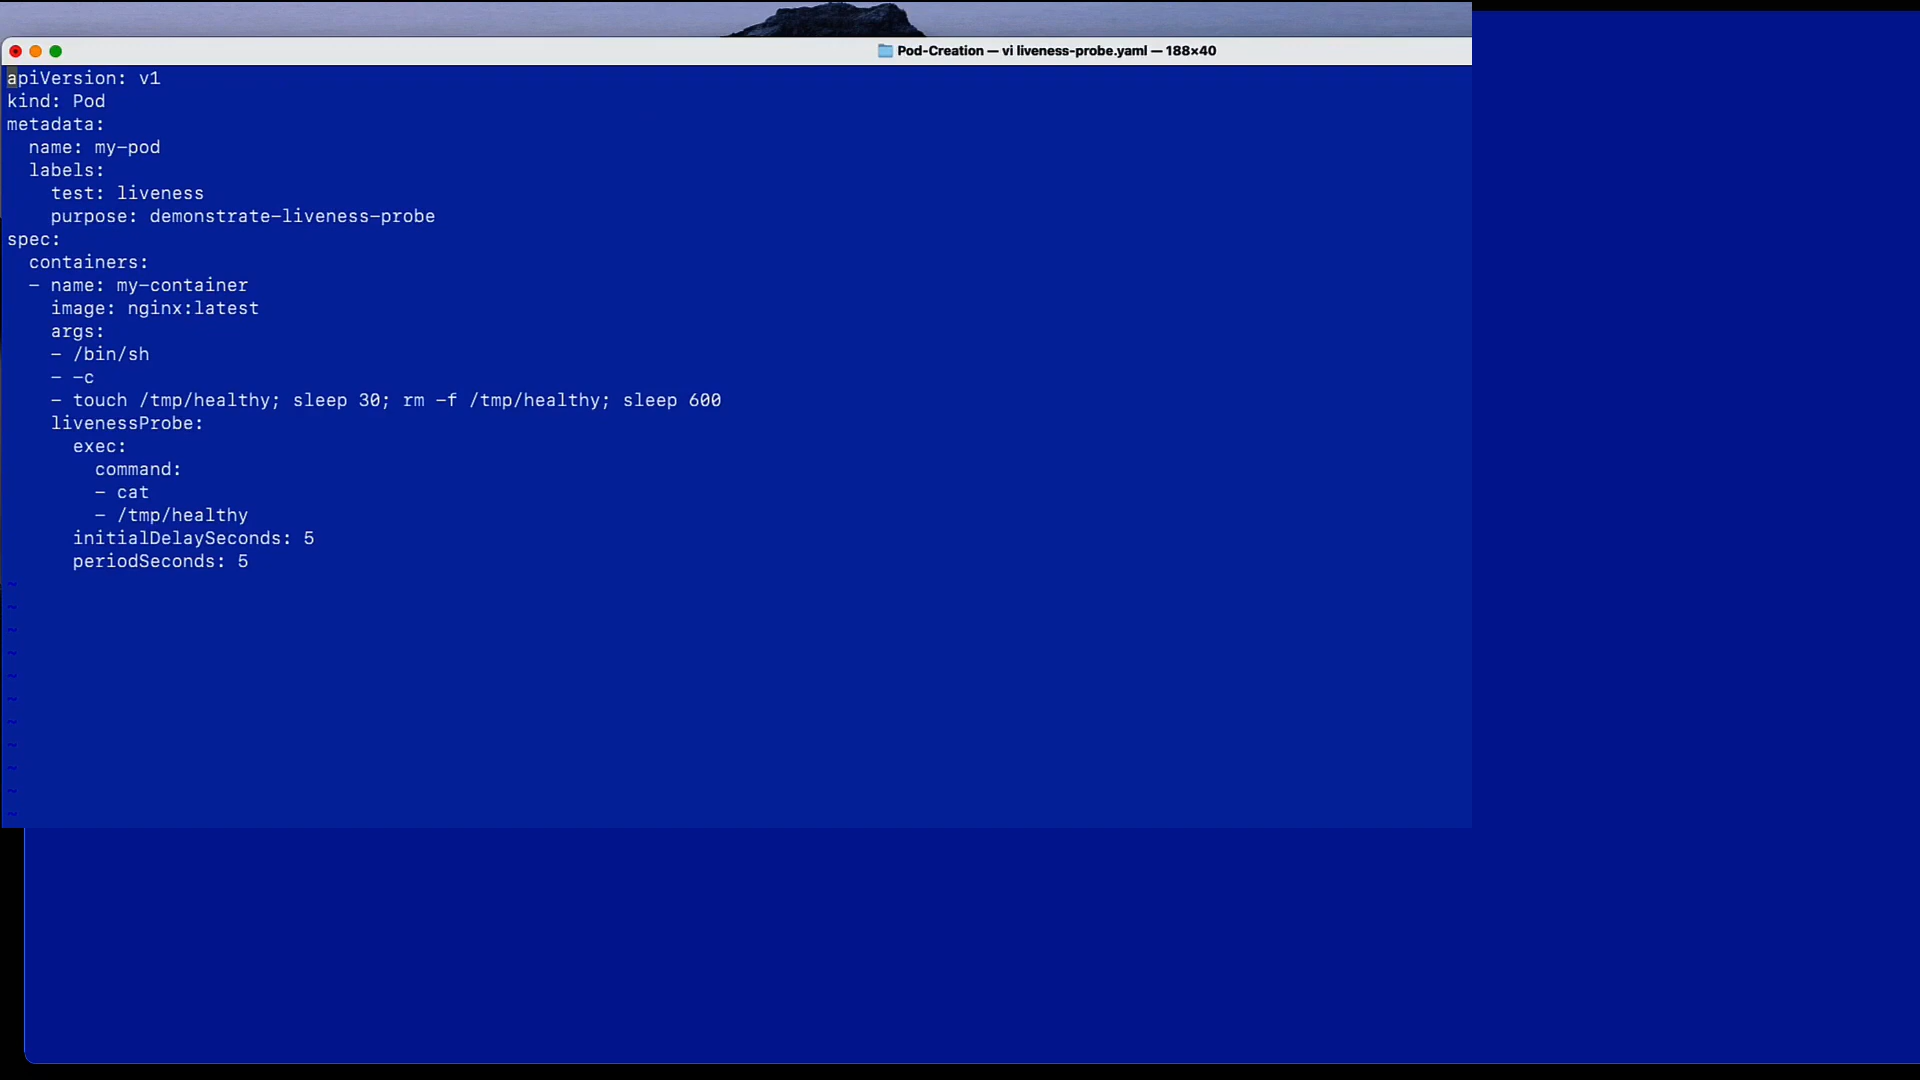 Pod-Creation — vi liveness-probe.yaml — 188×40
apiVersion: v1
kind: Pod
metadata:
  name: my-pod
  labels:
    test: liveness
    purpose: demonstrate-liveness-probe
spec:
  containers:
  - name: my-container
    image: nginx:latest
    args:
    - /bin/sh
    - -c
    - touch /tmp/healthy; sleep 30; rm -f /tmp/healthy; sleep 600
    livenessProbe:
      exec:
        command:
        - cat
        - /tmp/healthy
      initialDelaySeconds: 5
      periodSeconds: 5
~
~
~
~
~
~
~
~
~
~
~